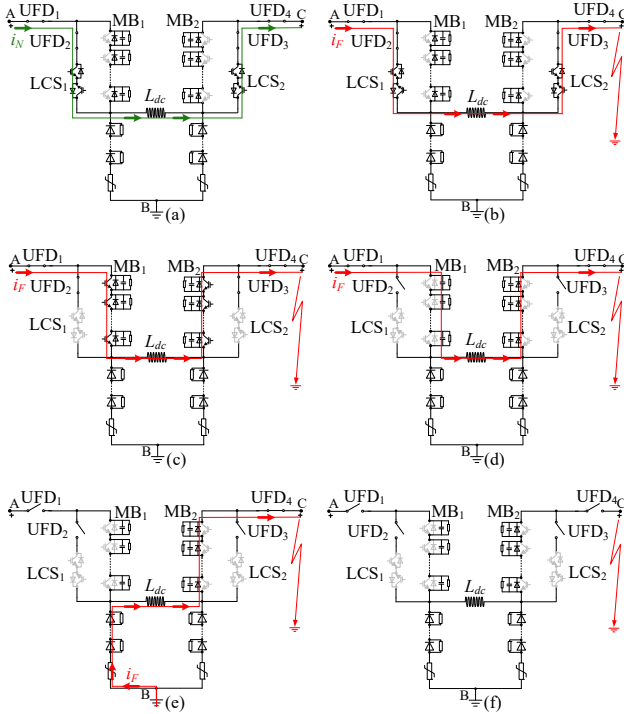 A UFD1 MB1 MB2 UFD4 C
iN UFD2 UFD3
LCS1 Ldc LCS2
B (a)
A UFD1 MB1 MB2 UFD4 C
iF UFD2 UFD3
LCS1 Ldc LCS2
B (b)
A UFD1 MB1 MB2 UFD4 C
iF UFD2 UFD3
LCS1 Ldc LCS2
B (c)
A UFD1 MB1 MB2 UFD4 C
iF UFD2 UFD3
LCS1 Ldc LCS2
B (d)
A UFD1 MB1 MB2 UFD4 C
UFD2 UFD3
LCS1 Ldc LCS2
iF
B (e)
A UFD1 MB1 MB2 UFD4 C
UFD2 UFD3
LCS1 Ldc LCS2
B (f)